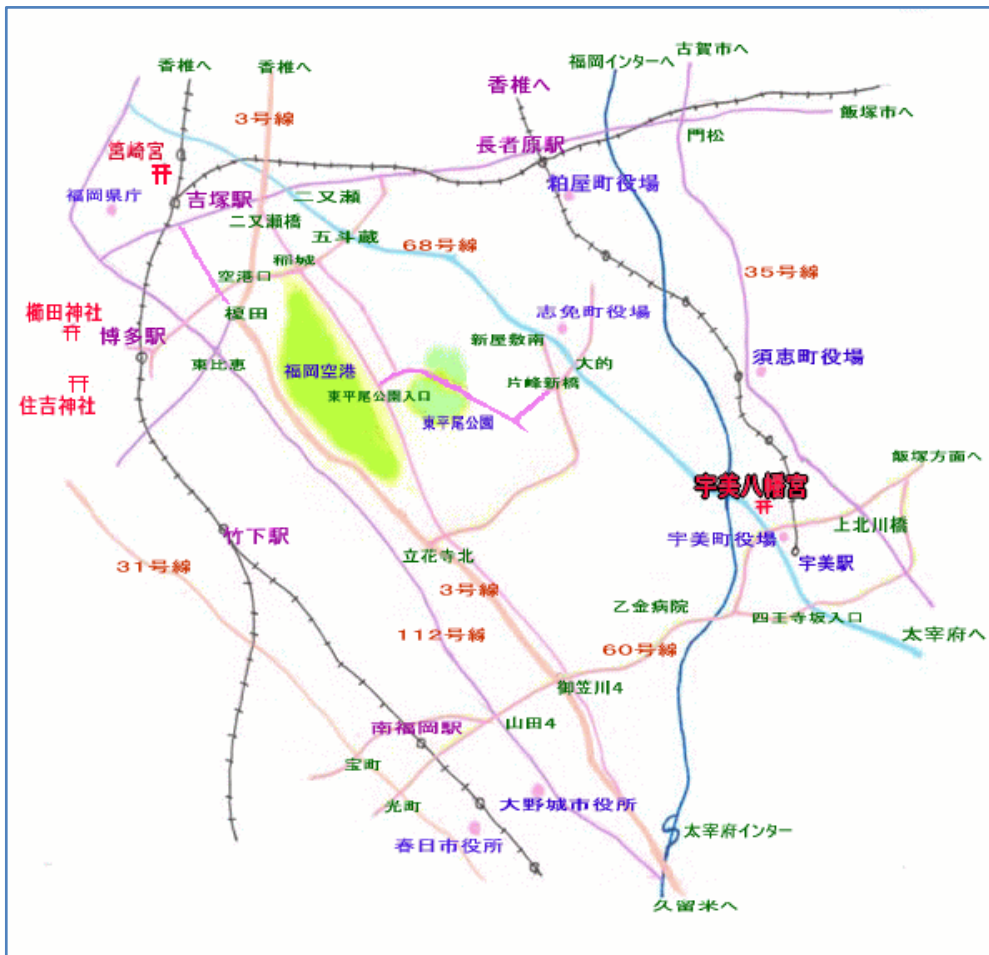 古賀市へ
福岡インターへ
香椎へ
香椎へ
香椎へ
飯塚市へ
3号線
門松
長者原駅
筥崎宮
粕屋町役場
福岡県庁
吉塚駅
二又瀬
二又瀬橋
五斗蔵
68号線
稲城
空港口
35号線
櫛田神社
榎田
志免町役場
博多駅
新屋敷南
須恵町役場
東比恵
福岡空港
大的
片峰新橋
東平尾公園入口
住吉神社
東平尾公園
飯塚方面へ
宇美八幡宮
上北川橋
竹下駅
宇美町役場
立花寺北
宇美駅
31号線
3号線
乙金病院
四王寺坂入口
112号線
太宰府へ
60号線
御笠川4
南福岡駅
山田4
宝町
光町
大野城市役所
春日市役所
太宰府インター
久留米へ